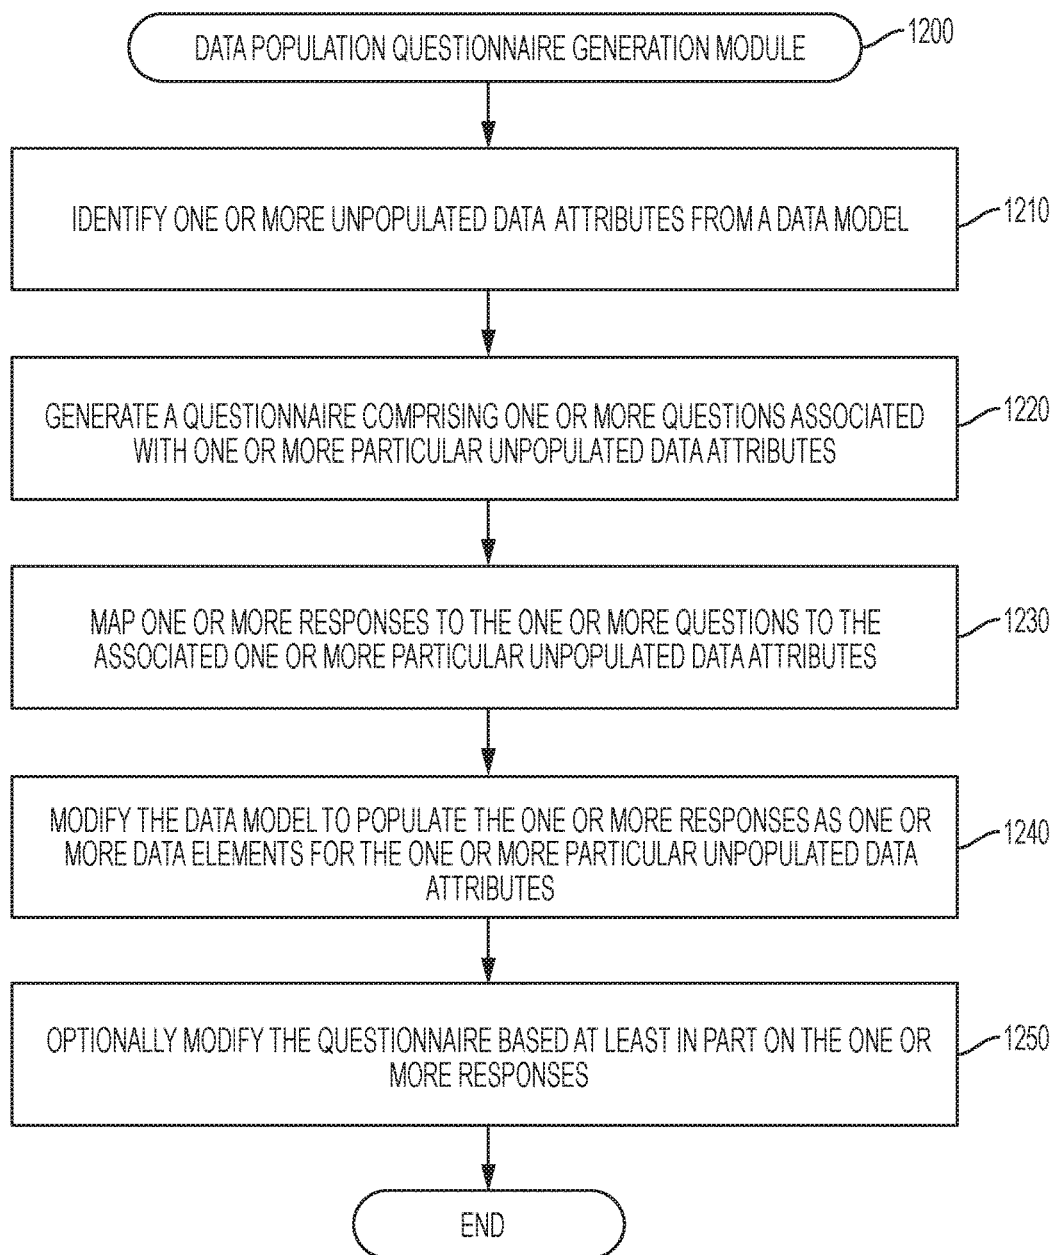 DATA POPULATION QUESTIONNAIRE GENERATION MODULE
1200
IDENTIFY ONE OR MORE UNPOPULATED DATA ATTRIBUTES FROM A DATA MODEL
1210
GENERATE A QUESTIONNAIRE COMPRISING ONE OR MORE QUESTIONS ASSOCIATED
WITH ONE OR MORE PARTICULAR UNPOPULATED DATA ATTRIBUTES
1220
MAP ONE OR MORE RESPONSES TO THE ONE OR MORE QUESTIONS TO THE
ASSOCIATED ONE OR MORE PARTICULAR UNPOPULATED DATA ATTRIBUTES
1230
MODIFY THE DATA MODEL TO POPULATE THE ONE OR MORE RESPONSES AS ONE OR
MORE DATA ELEMENTS FOR THE ONE OR MORE PARTICULAR UNPOPULATED DATA
ATTRIBUTES
1240
OPTIONALLY MODIFY THE QUESTIONNAIRE BASED AT LEAST IN PART ON THE ONE OR
MORE RESPONSES
1250
END